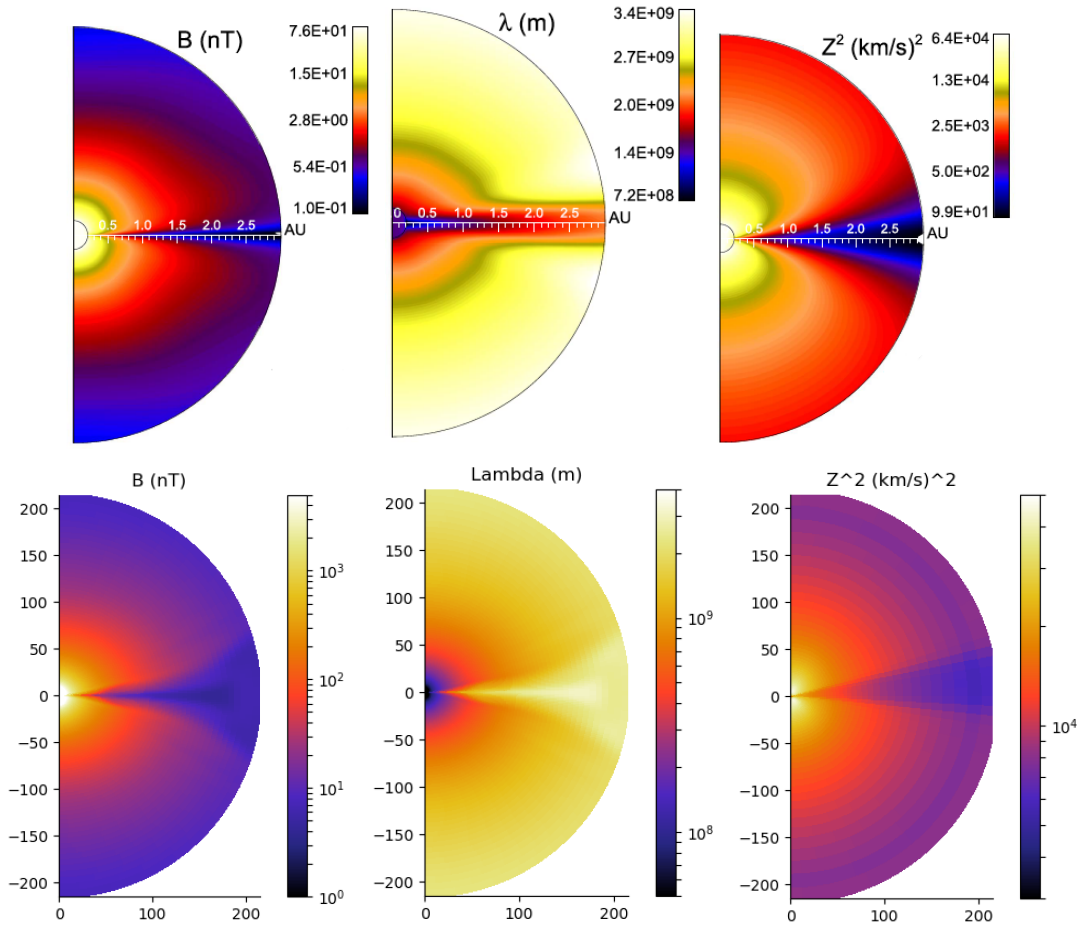 B (nT)
7.6E+01
1.5E+01
2.8E+00
5.4E-01
1.0E-01
0.5 1.0 1.5 2.0 2.5
AU
λ (m)
3.4E+09
2.7E+09
2.0E+09
1.4E+09
7.2E+08
0 0.5 1.0 1.5 2.0 2.5
AU
Z² (km/s)²
6.4E+04
1.3E+04
2.5E+03
5.0E+02
9.9E+01
0.5 1.0 1.5 2.0 2.5
AU
B (nT)
200
150
100
50
0
−50
−100
−150
−200
0 100 200
10³
10²
10¹
10⁰
Lambda (m)
200
150
100
50
0
−50
−100
−150
−200
0 100 200
10⁹
10⁸
Z^2 (km/s)^2
200
150
100
50
0
−50
−100
−150
−200
0 100 200
10⁴